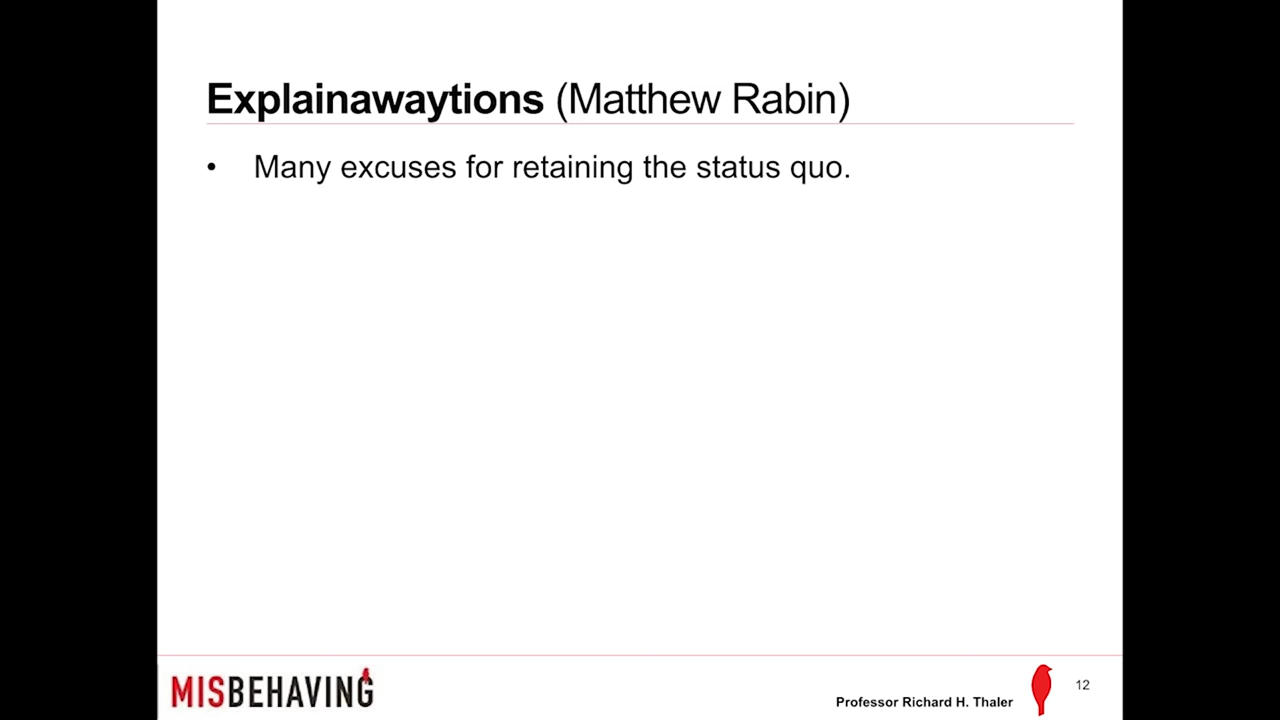 Explainawaytions (Matthew Rabin)
• Many excuses for retaining the status quo.
MISBEHAVING
Professor Richard H. Thaler
12